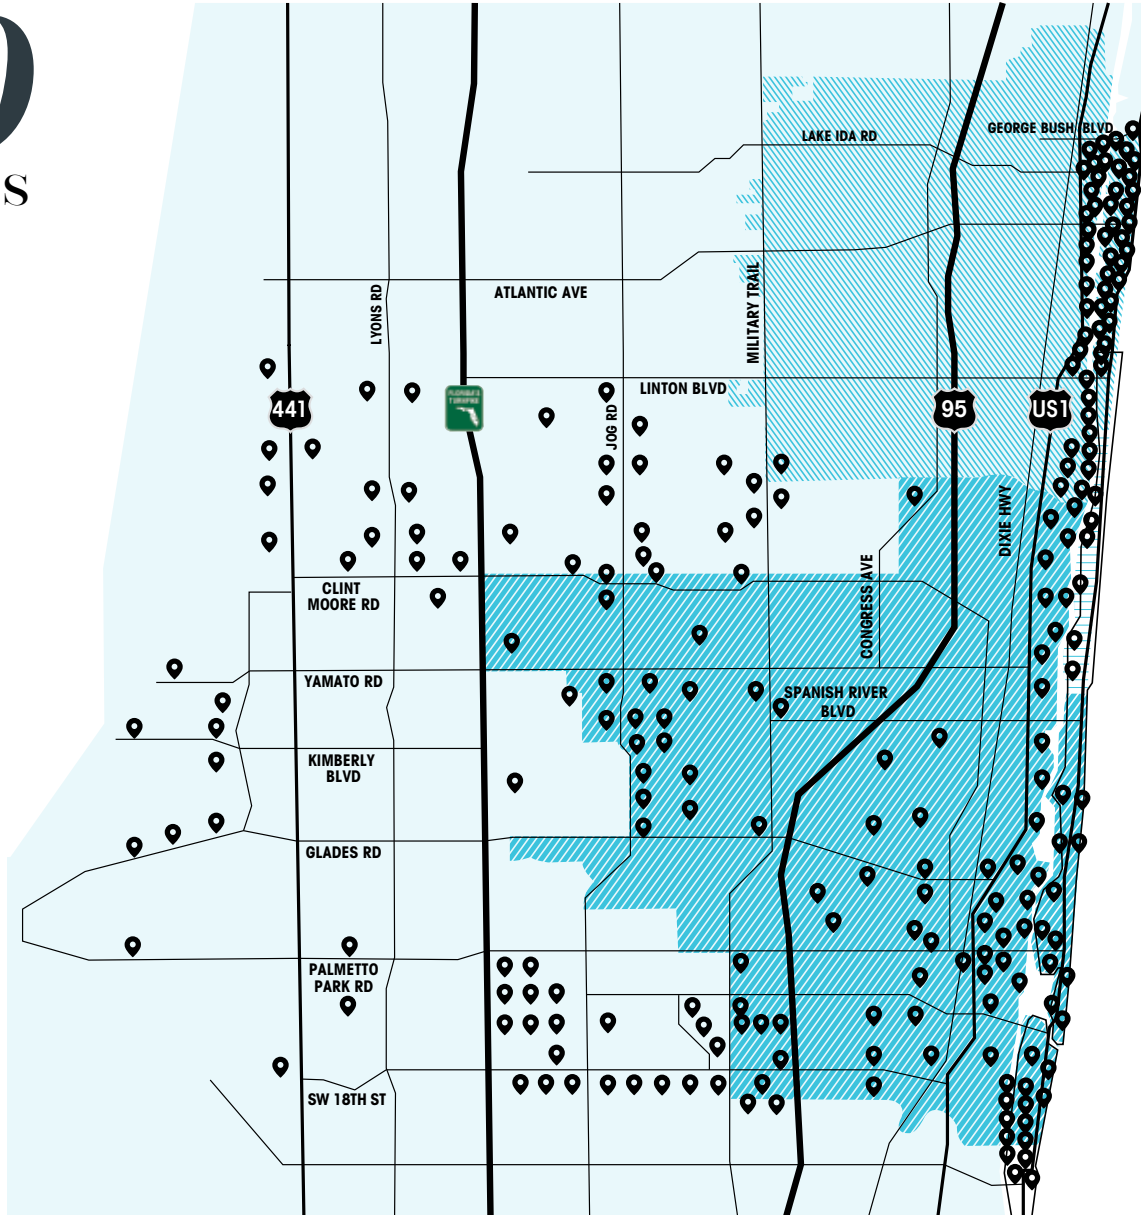 S
GEORGE BUSH BLVD
LAKE IDA RD
ATLANTIC AVE
LYONS RD
MILITARY TRAIL
LINTON BLVD
JOG RD
441
FLORIDA'S
TURNPIKE
95
US1
DIXIE HWY
CONGRESS AVE
CLINT
MOORE RD
YAMATO RD
SPANISH RIVER
BLVD
KIMBERLY
BLVD
GLADES RD
PALMETTO
PARK RD
SW 18TH ST